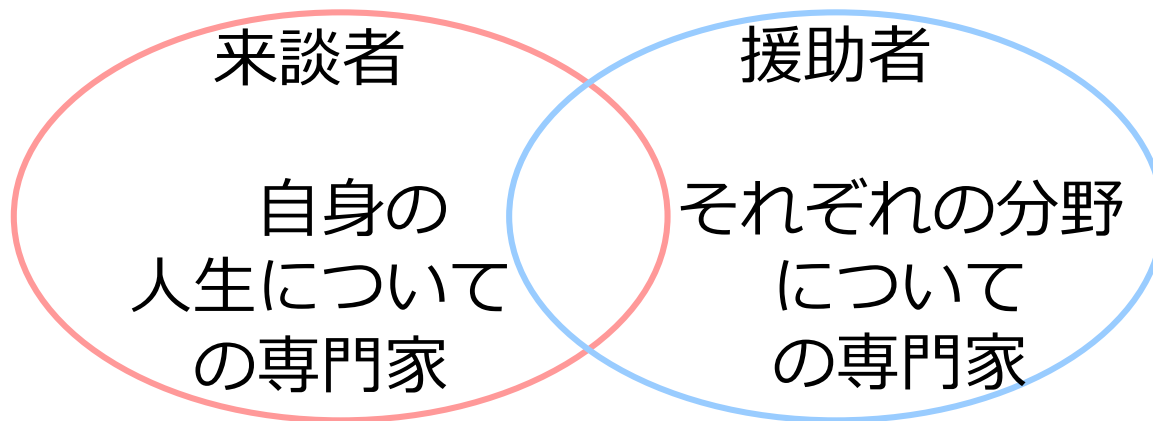 来談者
自身の
人生について
の専門家
援助者
それぞれの分野
について
の専門家